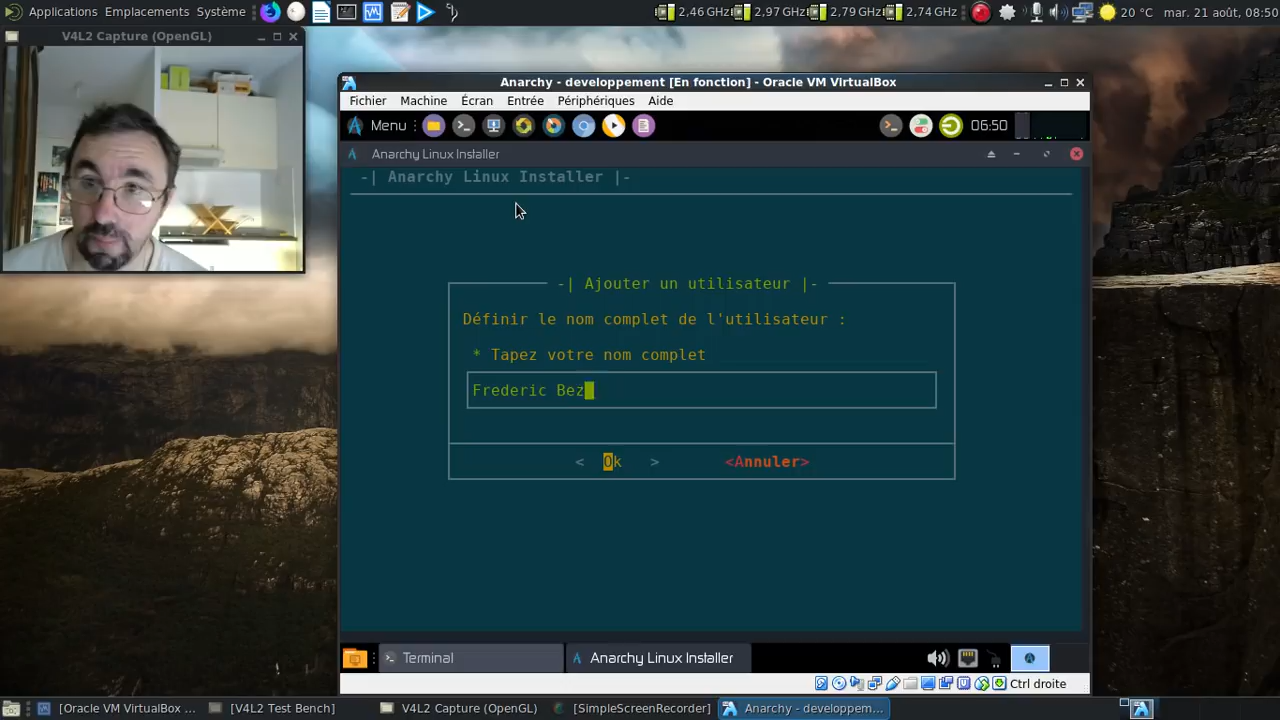 Applications Emplacements Système 2,46 GHz 2,97 GHz 2,79 GHz 2,74 GHz 20 °C mar. 21 août, 08:50
V4L2 Capture (OpenGL)
Anarchy - developpement [En fonction] - Oracle VM VirtualBox
Fichier Machine Écran Entrée Périphériques Aide
Menu 06:50
Anarchy Linux Installer
-| Anarchy Linux Installer |-
-| Ajouter un utilisateur |-
Définir le nom complet de l'utilisateur :
* Tapez votre nom complet
Frederic Bez
< Ok > <Annuler>
Terminal Anarchy Linux Installer
Ctrl droite
[Oracle VM VirtualBox ... [V4L2 Test Bench] V4L2 Capture (OpenGL) [SimpleScreenRecorder] Anarchy - developpem...